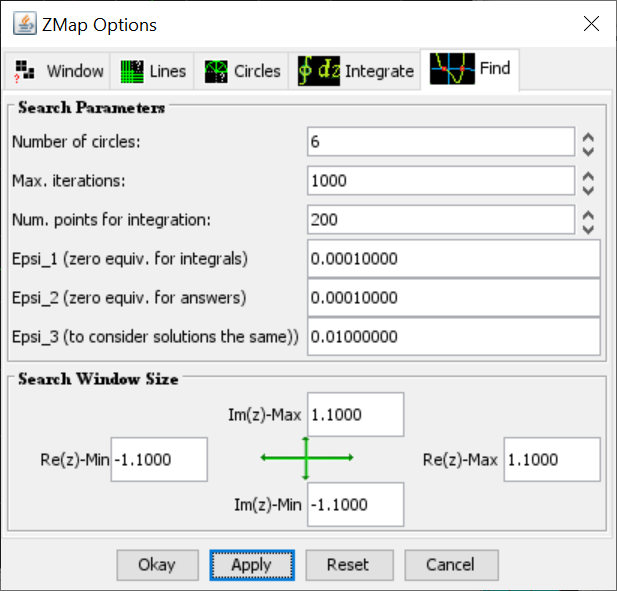 ZMap Options
Window Lines Circles ∮ dz Integrate Find
Search Parameters
Number of circles: 6
Max. iterations: 1000
Num. points for integration: 200
Epsi_1 (zero equiv. for integrals) 0.00010000
Epsi_2 (zero equiv. for answers) 0.00010000
Epsi_3 (to consider solutions the same)) 0.01000000
Search Window Size
Im(z)-Max 1.1000
Re(z)-Min -1.1000 Re(z)-Max 1.1000
Im(z)-Min -1.1000
Okay Apply Reset Cancel